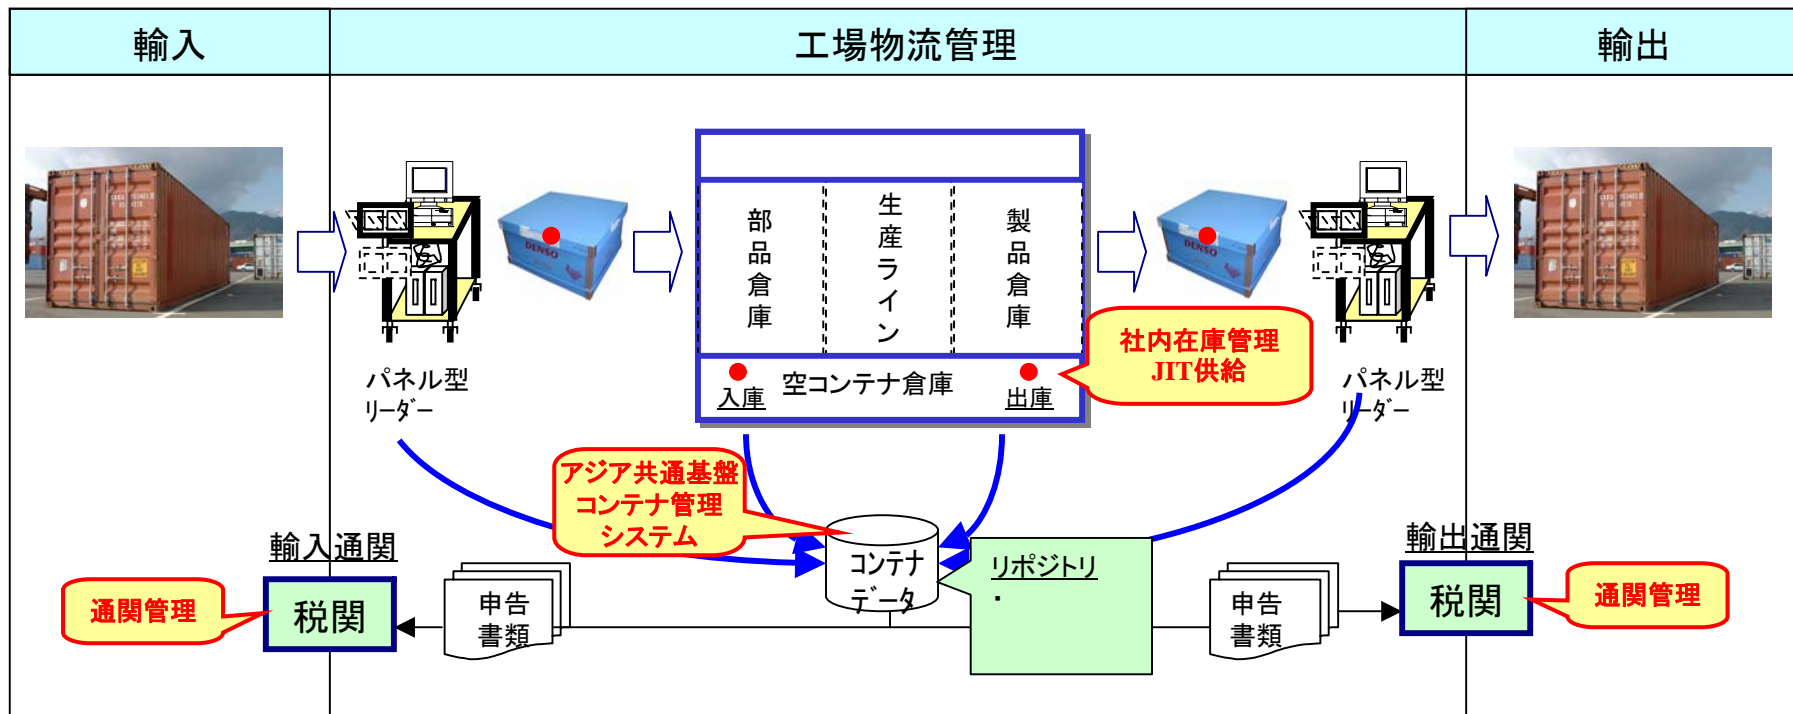 輸入
工場物流管理
輸出
部品倉庫
生産ライン
製品倉庫
DENSO
DENSO
社内在庫管理
JIT供給
入庫
空コンテナ倉庫
出庫
パネル型
リーダー
パネル型
リーダー
アジア共通基盤
コンテナ管理
システム
コンテナ
データ
リポジトリ
・
輸入通関
輸出通関
通関管理
税関
申告
書類
申告
書類
税関
通関管理